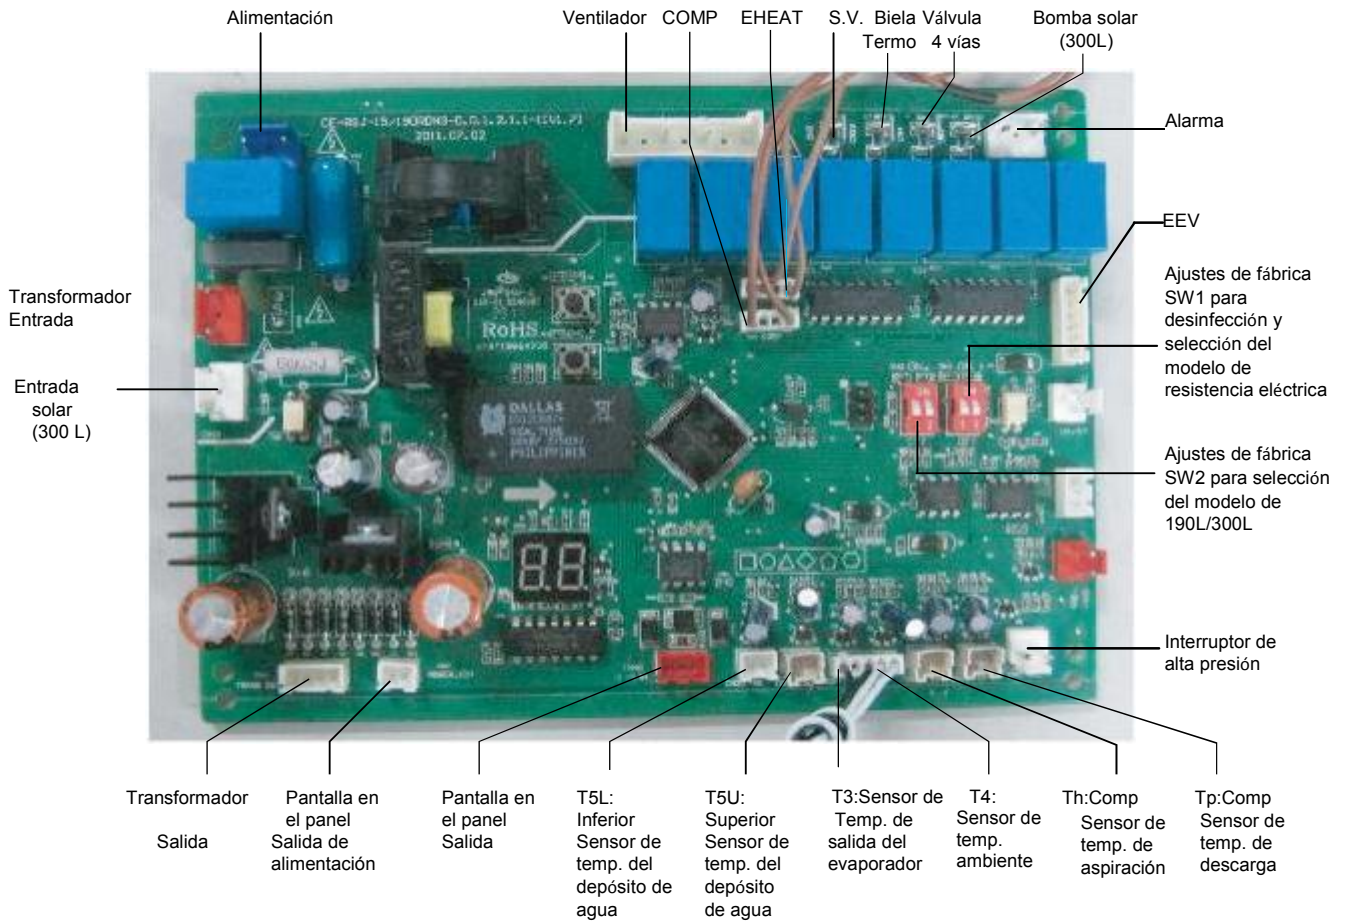 Alimentación
Ventilador COMP EHEAT S.V. Biela Válvula Bomba solar
Termo 4 vías (300L)
Alarma
EEV
Ajustes de fábrica
SW1 para
desinfección y
selección del
modelo de
resistencia eléctrica
Transformador
Entrada
Entrada
solar
(300 L)
Ajustes de fábrica
SW2 para selección
del modelo de
190L/300L
Interruptor de
alta presión
2011.07.02
RoHS
DALLAS
PHILIPPINES
Transformador
Salida
Pantalla en
el panel
Salida de
alimentación
Pantalla en
el panel
Salida
T5L:
Inferior
Sensor de
temp. del
depósito de
agua
T5U:
Superior
Sensor de
temp. del
depósito
de agua
T3:Sensor de
Temp. de
salida del
evaporador
T4:
Sensor de
temp.
ambiente
Th:Comp
Sensor de
temp. de
aspiración
Tp:Comp
Sensor de
temp. de
descarga